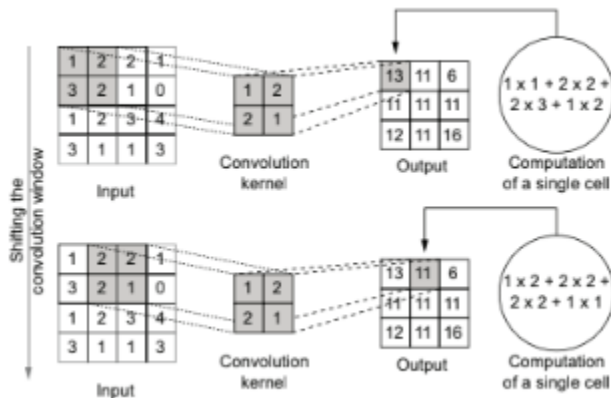 Shifting the
convolution window
1 2 2 1
3 2 1 0
1 2 3 4
3 1 1 3
Input
1 2
2 1
Convolution
kernel
13 11 6
11 11 11
12 11 16
Output
1 x 1 + 2 x 2 +
2 x 3 + 1 x 2
Computation
of a single cell
1 2 2 1
3 2 1 0
1 2 3 4
3 1 1 3
Input
1 2
2 1
Convolution
kernel
13 11 6
11 11 11
12 11 16
Output
1 x 2 + 2 x 2 +
2 x 2 + 1 x 1
Computation
of a single cell